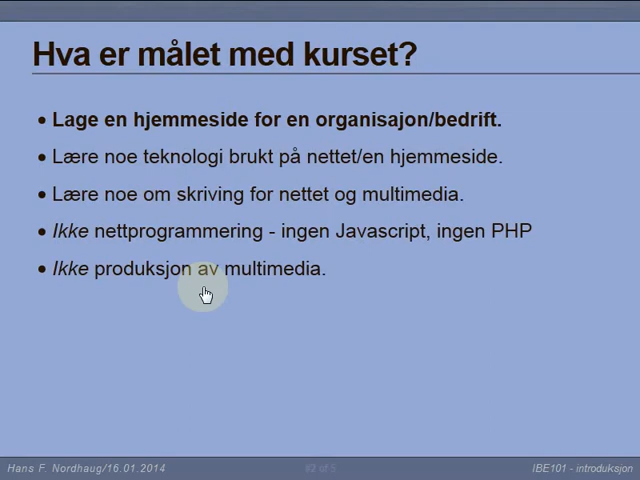 Hva er målet med kurset?
• Lage en hjemmeside for en organisajon/bedrift.
• Lære noe teknologi brukt på nettet/en hjemmeside.
• Lære noe om skriving for nettet og multimedia.
• Ikke nettprogrammering - ingen Javascript, ingen PHP
• Ikke produksjon av multimedia.
Hans F. Nordhaug/16.01.2014
of 5
IBE101 - introduksjon